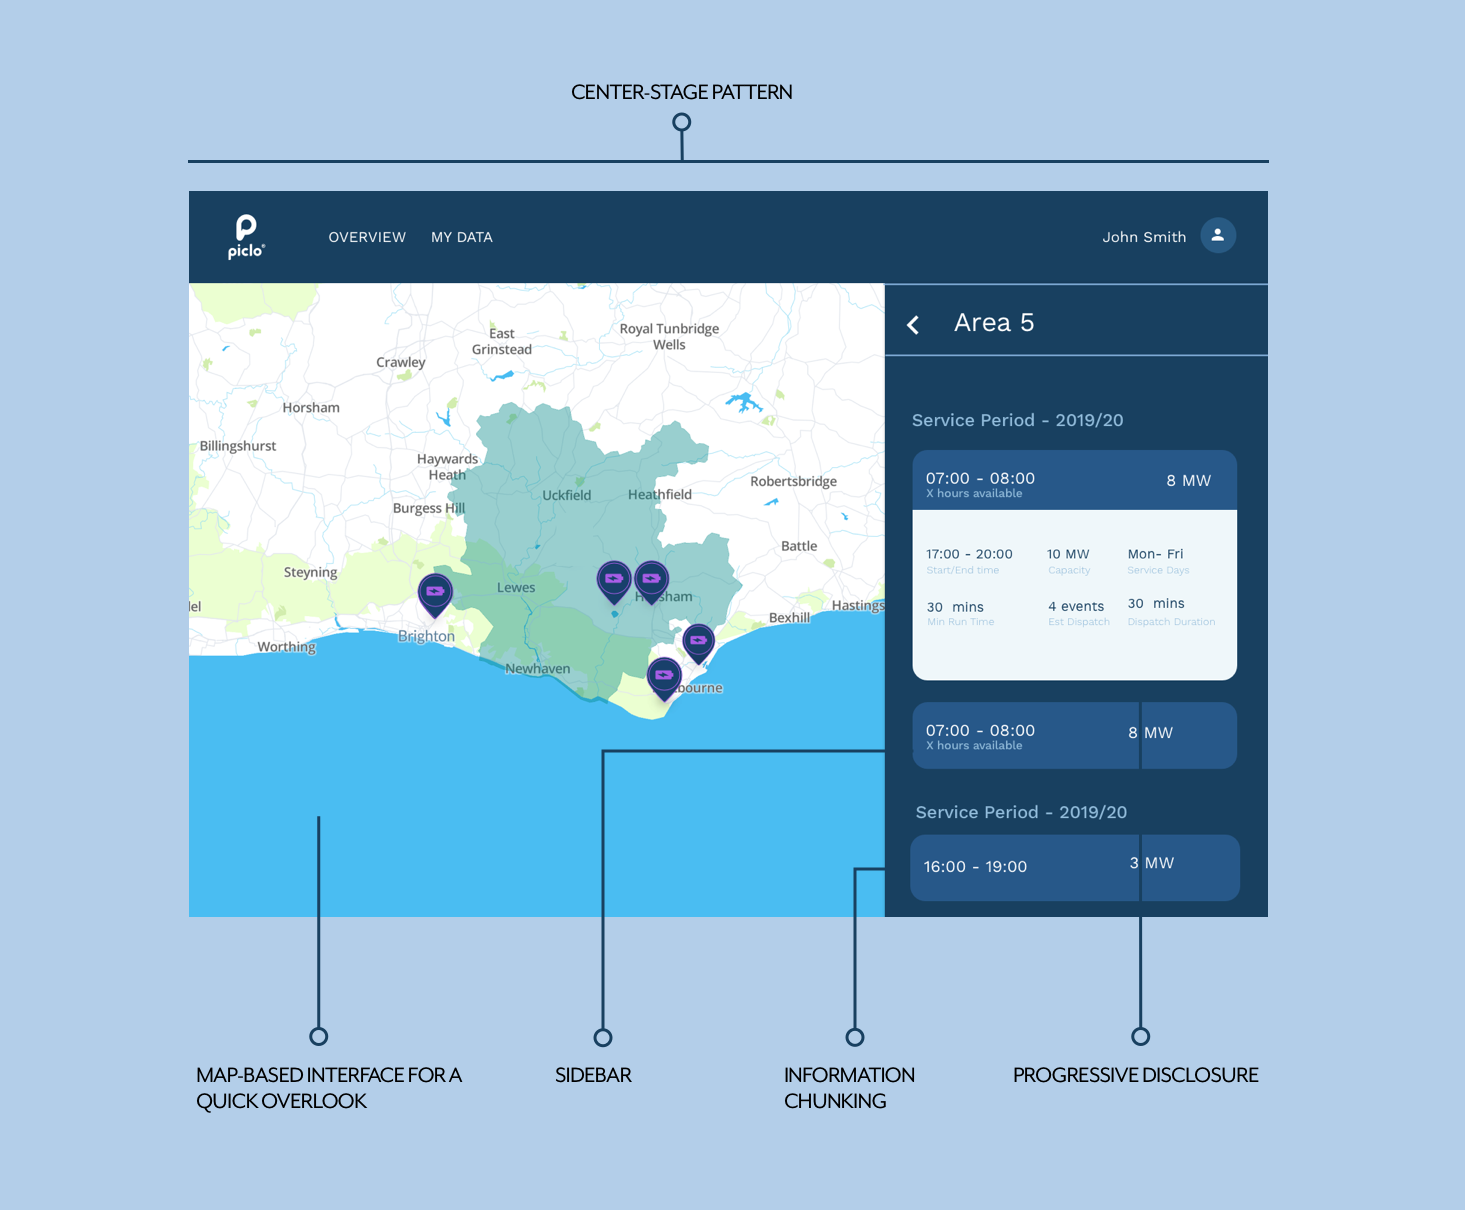 CENTER-STAGE PATTERN
piclo®
OVERVIEW MY DATA
John Smith
Area 5
East
Grinstead
Royal Tunbridge
Wells
Crawley
Horsham
Billingshurst
Haywards
Heath
Uckfield
Heathfield
Robertsbridge
Burgess Hill
Battle
Steyning
Lewes
Hastings
Bexhill
Brighton
Worthing
Newhaven
Service Period - 2019/20
07:00 - 08:00
X hours available
8 MW
17:00 - 20:00
Start/End time
10 MW
Capacity
Mon- Fri
Service Days
30 mins
Min Run Time
4 events
Est Dispatch
30 mins
Dispatch Duration
07:00 - 08:00
X hours available
8 MW
Service Period - 2019/20
16:00 - 19:00
3 MW
MAP-BASED INTERFACE FOR A
QUICK OVERLOOK
SIDEBAR
INFORMATION
CHUNKING
PROGRESSIVE DISCLOSURE